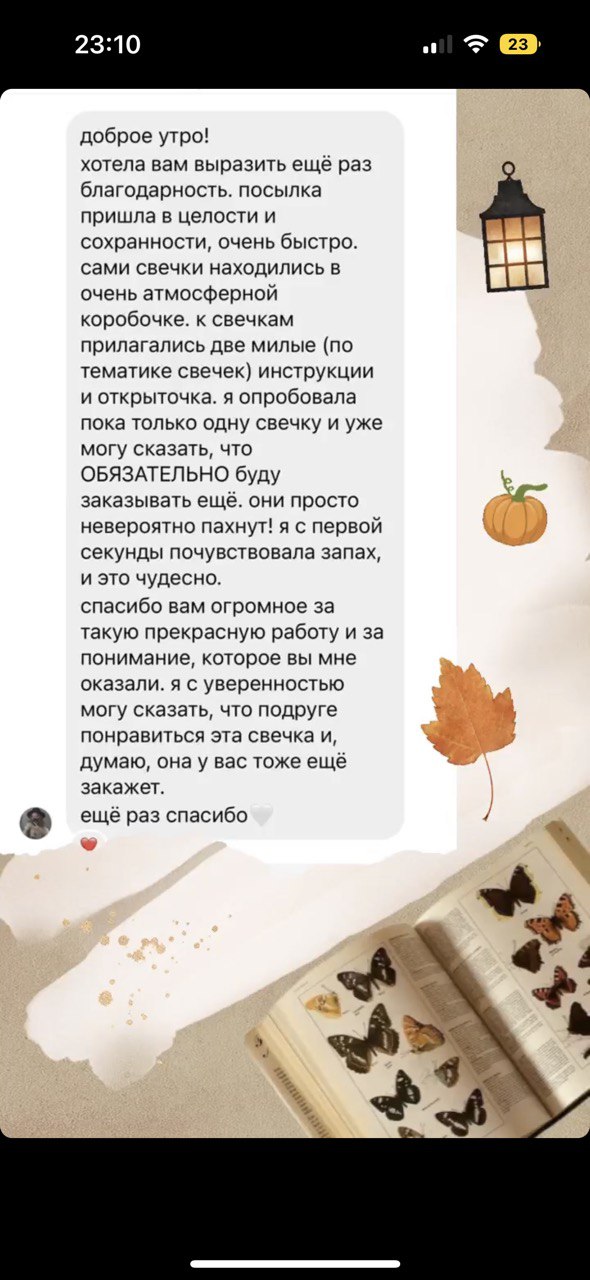 23:10
23
доброе утро!
хотела вам выразить ещё раз
благодарность. посылка
пришла в целости и
сохранности, очень быстро.
сами свечки находились в
очень атмосферной
коробочке. к свечкам
прилагались две милые (по
тематике свечек) инструкции
и открыточка. я опробовала
пока только одну свечку и уже
могу сказать, что
ОБЯЗАТЕЛЬНО буду
заказывать ещё. они просто
невероятно пахнут! я с первой
секунды почувствовала запах,
и это чудесно.
спасибо вам огромное за
такую прекрасную работу и за
понимание, которое вы мне
оказали. я с уверенностью
могу сказать, что подруге
понравиться эта свечка и,
думаю, она у вас тоже ещё
закажет.
ещё раз спасибо🤍